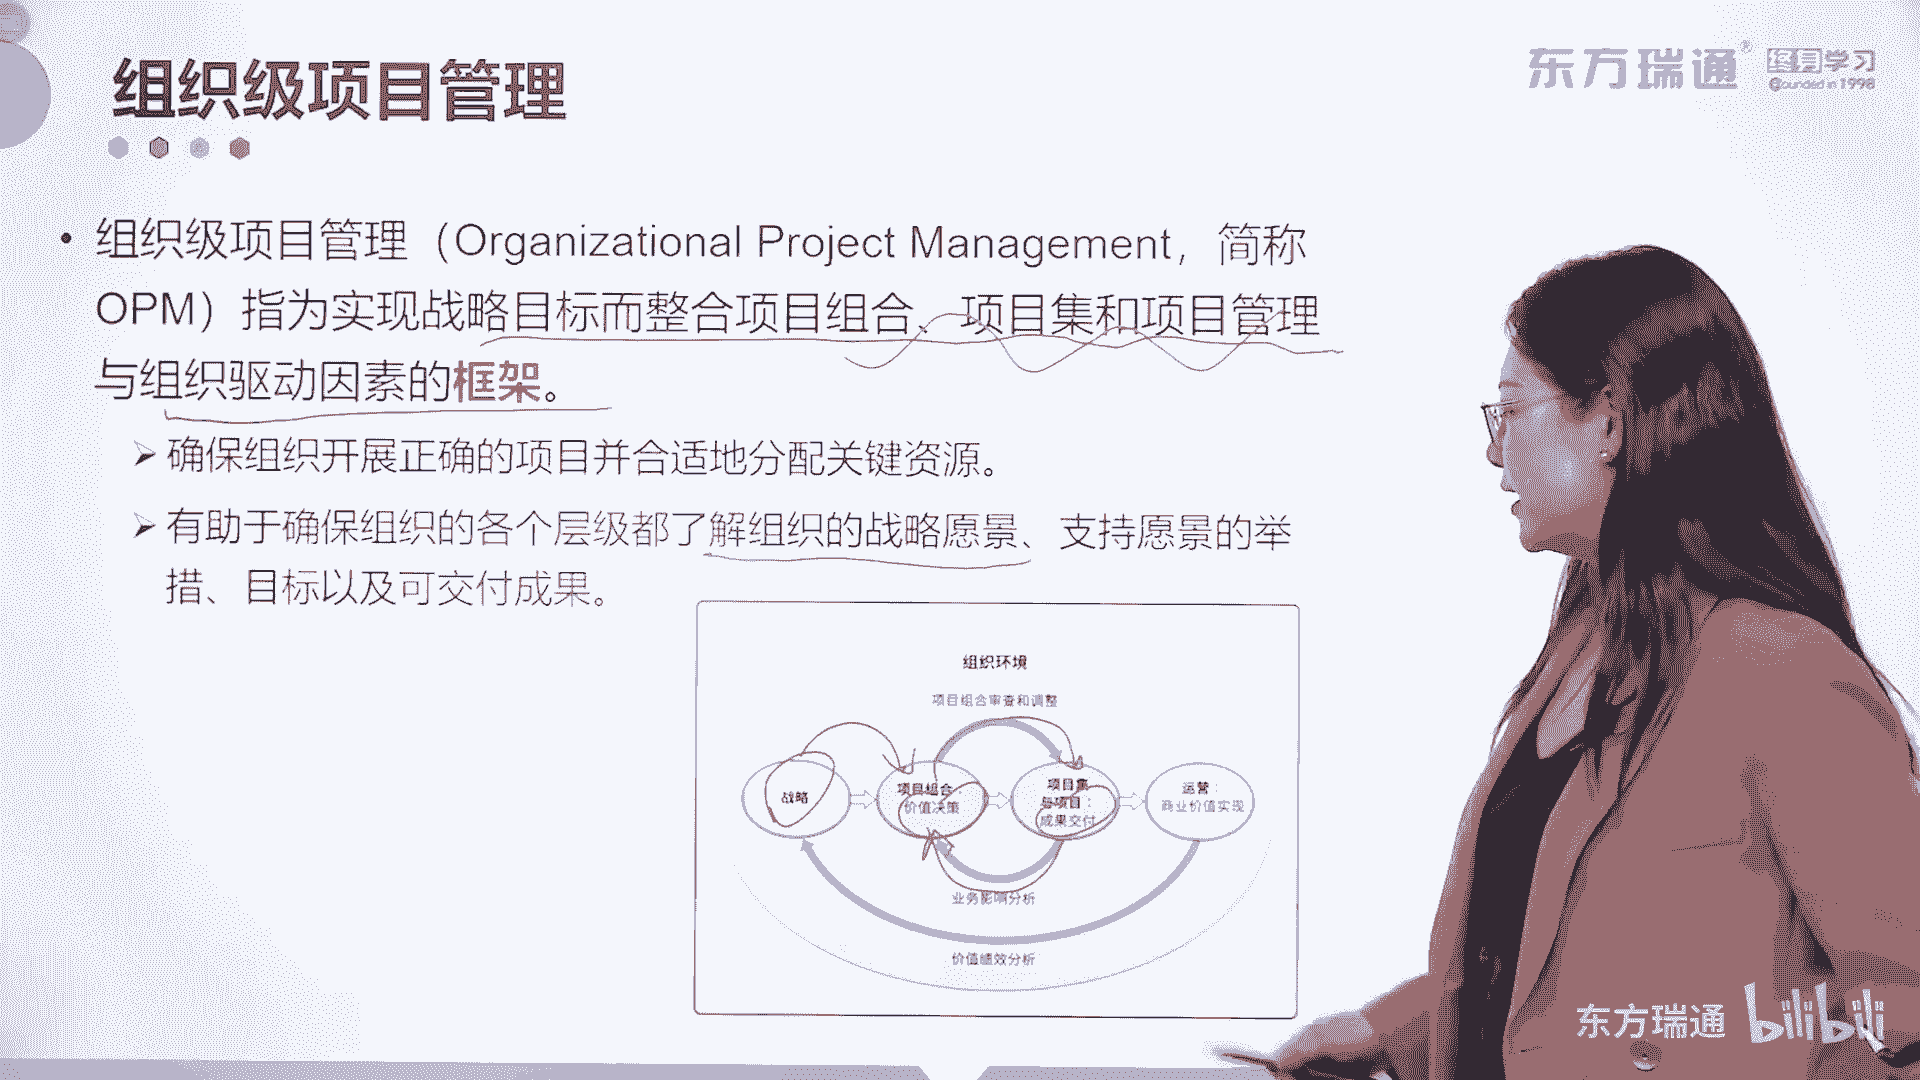 组织级项目管理
东方瑞通®
终身学习
Founded in 1998
• 组织级项目管理（Organizational Project Management，简称
OPM）指为实现战略目标而整合项目组合、项目集和项目管理
与组织驱动因素的框架。
➢ 确保组织开展正确的项目并合适地分配关键资源。
➢ 有助于确保组织的各个层级都了解组织的战略愿景、支持愿景的举
措、目标以及可交付成果。
组织环境
项目组合审查和调整
战略
项目组合：
价值决策
项目集
与项目：
成果交付
运营：
商业价值实现
业务影响分析
价值绩效分析
东方瑞通 bilibili